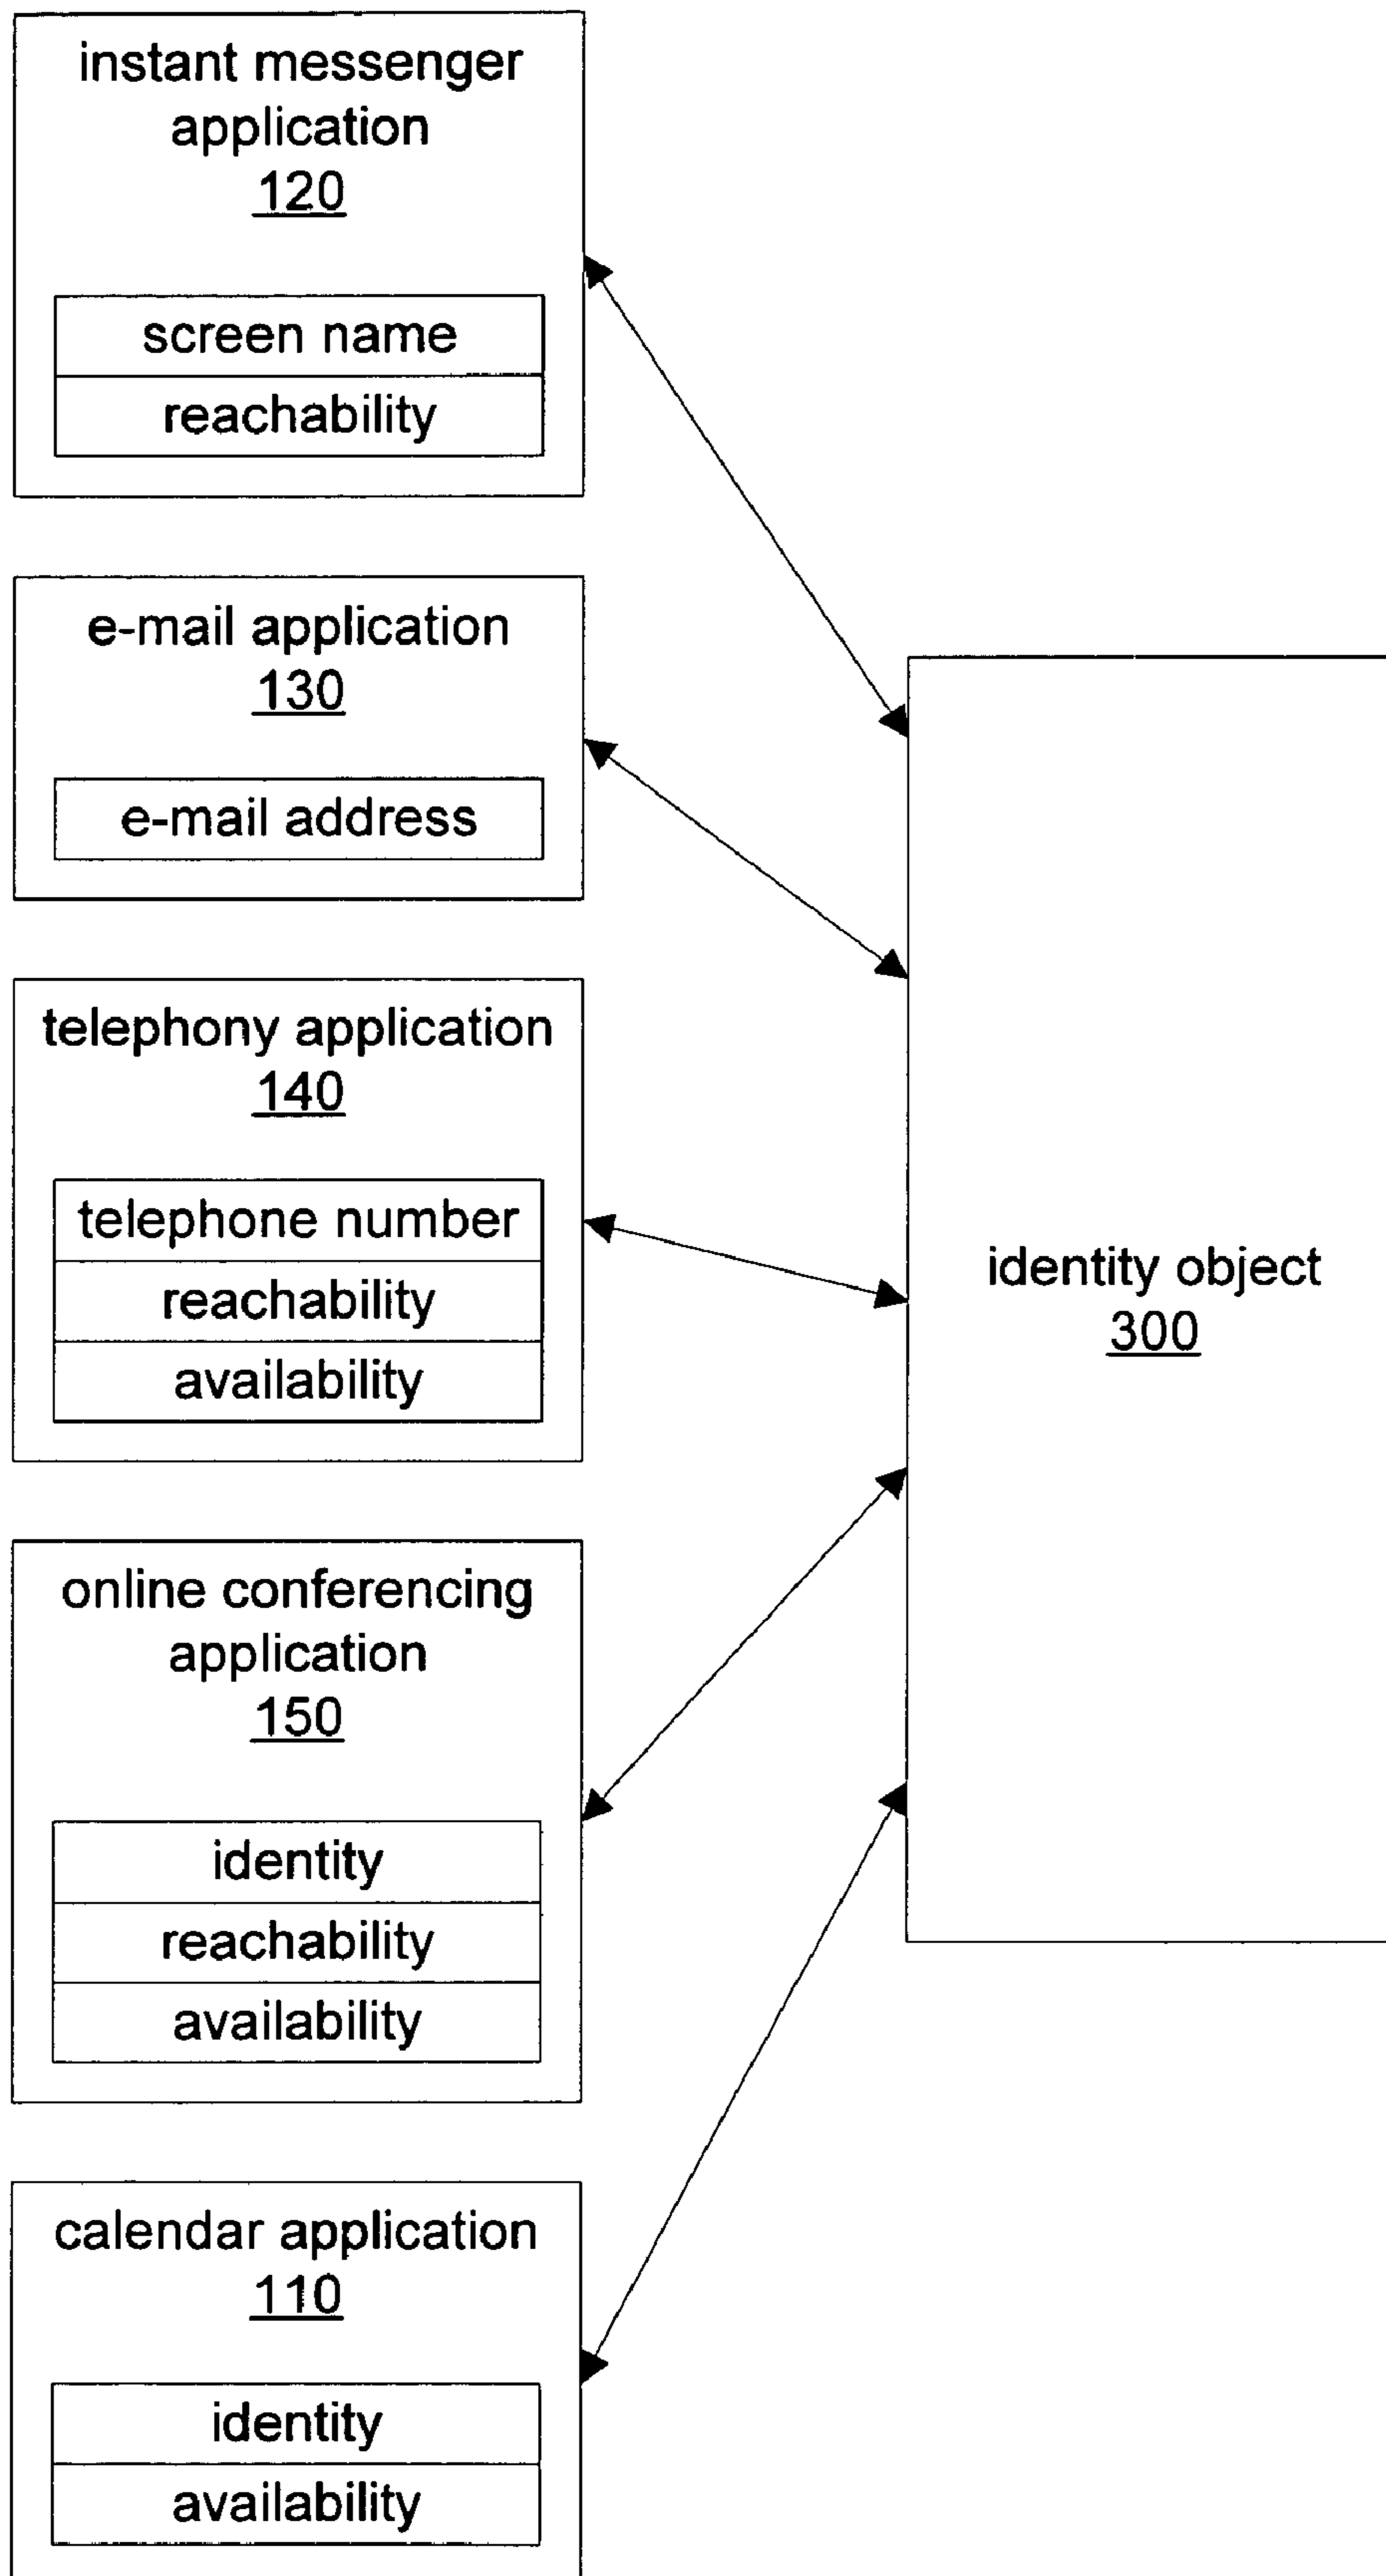 instant messenger
application
120
screen name
reachability
e-mail application
130
e-mail address
telephony application
140
telephone number
reachability
availability
online conferencing
application
150
identity
reachability
availability
calendar application
110
identity
availability
identity object
300